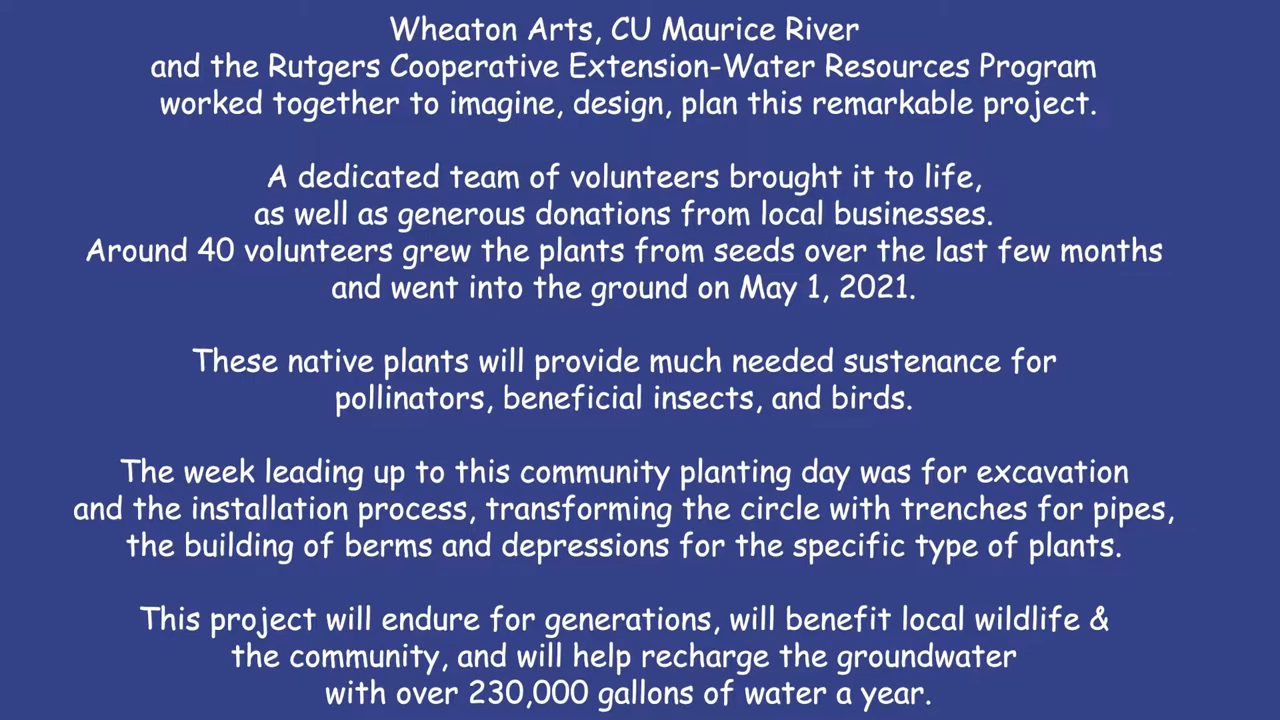 Wheaton Arts, CU Maurice River
and the Rutgers Cooperative Extension-Water Resources Program
worked together to imagine, design, plan this remarkable project.
A dedicated team of volunteers brought it to life,
as well as generous donations from local businesses.
Around 40 volunteers grew the plants from seeds over the last few months
and went into the ground on May 1, 2021.
These native plants will provide much needed sustenance for
pollinators, beneficial insects, and birds.
The week leading up to this community planting day was for excavation
and the installation process, transforming the circle with trenches for pipes,
the building of berms and depressions for the specific type of plants.
This project will endure for generations, will benefit local wildlife &
the community, and will help recharge the groundwater
with over 230,000 gallons of water a year.